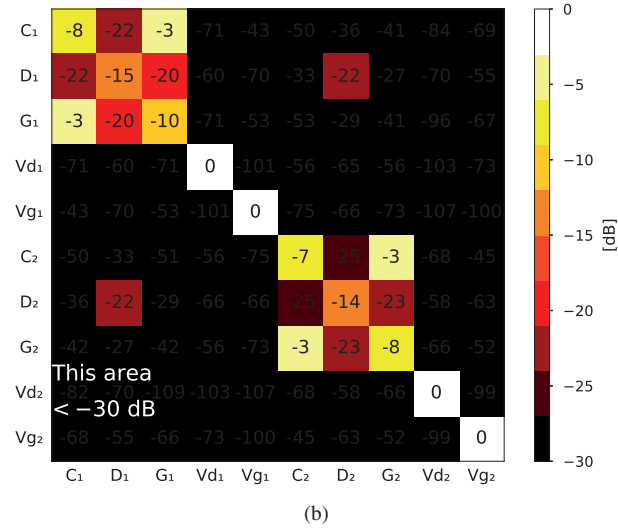 (b)
C₁ -8 -22 -3 -71 -43 -50 -36 -42 -84 -69
D₁ -22 -15 -20 -60 -70 -33 -22 -27 -70 -55
G₁ -3 -20 -10 -71 -53 -53 -29 -41 -96 -67
Vd₁ -71 -60 -71 0 -101 -56 -65 -56 -103 -73
Vg₁ -43 -70 -53 -101 0 -75 -66 -73 -107 -100
C₂ -50 -33 -51 -56 -75 -7 -25 -3 -68 -45
D₂ -36 -22 -29 -66 -66 -25 -14 -23 -58 -63
G₂ -42 -27 -42 -56 -73 -3 -23 -8 -66 -52
This area
Vd₂ -82 -70 -109 -103 -107 -68 -58 -66 0 -99
< −30 dB
Vg₂ -68 -55 -66 -73 -100 -45 -63 -52 -99 0
C₁ D₁ G₁ Vd₁ Vg₁ C₂ D₂ G₂ Vd₂ Vg₂
0
−5
−10
−15
−20
−25
−30
[dB]
(b)